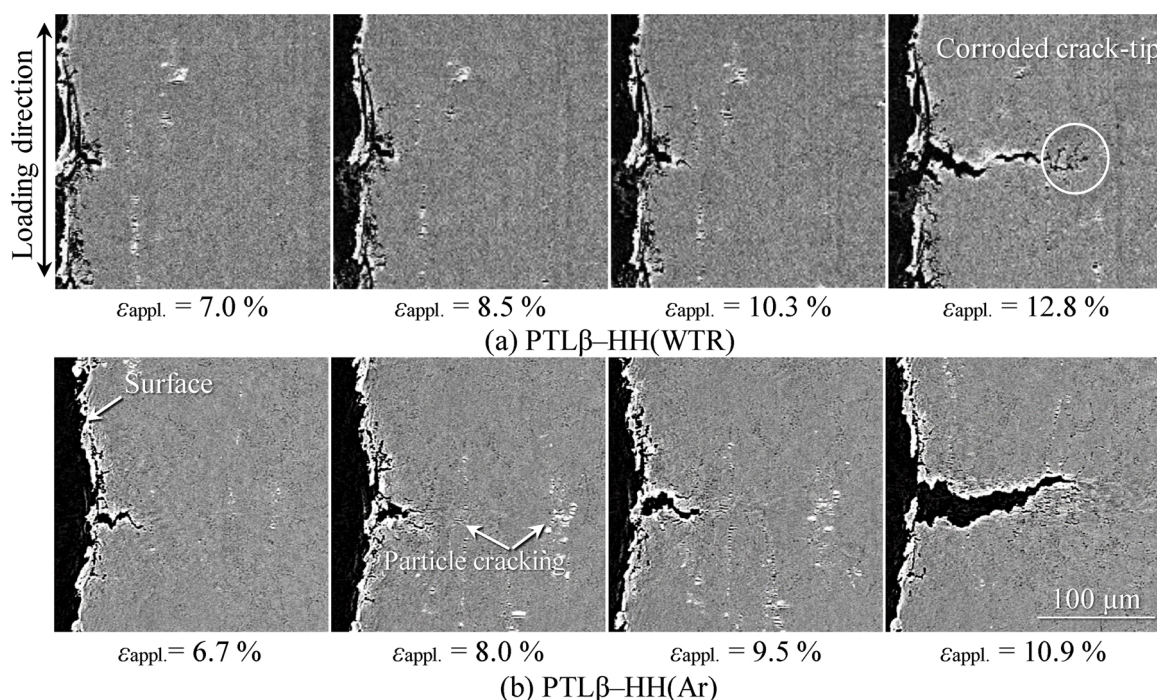 Loading direction
Corroded crack-tip
εappl. = 7.0 %
εappl. = 8.5 %
εappl. = 10.3 %
εappl. = 12.8 %
(a) PTLβ–HH(WTR)
Surface
Particle cracking
100 μm
εappl.= 6.7 %
εappl. = 8.0 %
εappl. = 9.5 %
εappl. = 10.9 %
(b) PTLβ–HH(Ar)